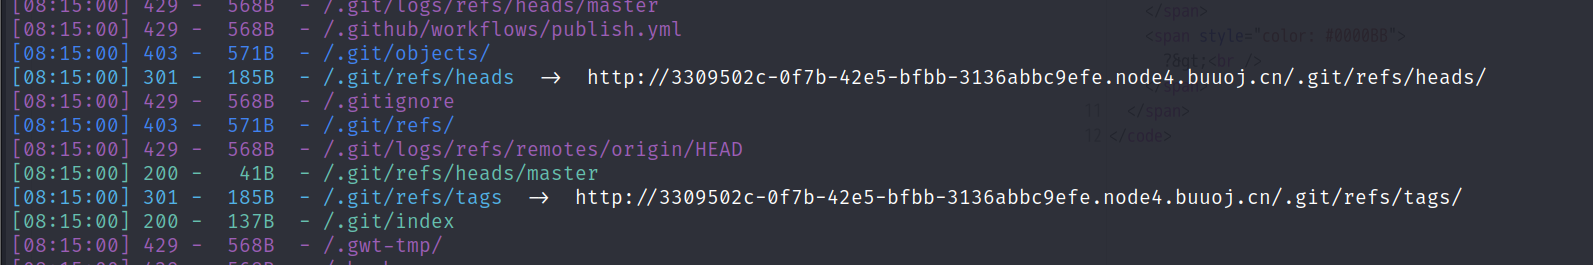 [08:15:00] 429 -  568B  - /.git/logs/refs/heads/master
[08:15:00] 429 -  568B  - /.github/workflows/publish.yml
[08:15:00] 403 -  571B  - /.git/objects/
[08:15:00] 301 -  185B  - /.git/refs/heads  ->  http://3309502c-0f7b-42e5-bfbb-3136abbc9efe.node4.buuoj.cn/.git/refs/heads/
[08:15:00] 429 -  568B  - /.gitignore
[08:15:00] 403 -  571B  - /.git/refs/
[08:15:00] 429 -  568B  - /.git/logs/refs/remotes/origin/HEAD
[08:15:00] 200 -   41B  - /.git/refs/heads/master
[08:15:00] 301 -  185B  - /.git/refs/tags  ->  http://3309502c-0f7b-42e5-bfbb-3136abbc9efe.node4.buuoj.cn/.git/refs/tags/
[08:15:00] 200 -  137B  - /.git/index
[08:15:00] 429 -  568B  - /.gwt-tmp/
</span>
<span style="color: #0000BB">
?&gt;<br />
</span>
11 </span>
12 </code>